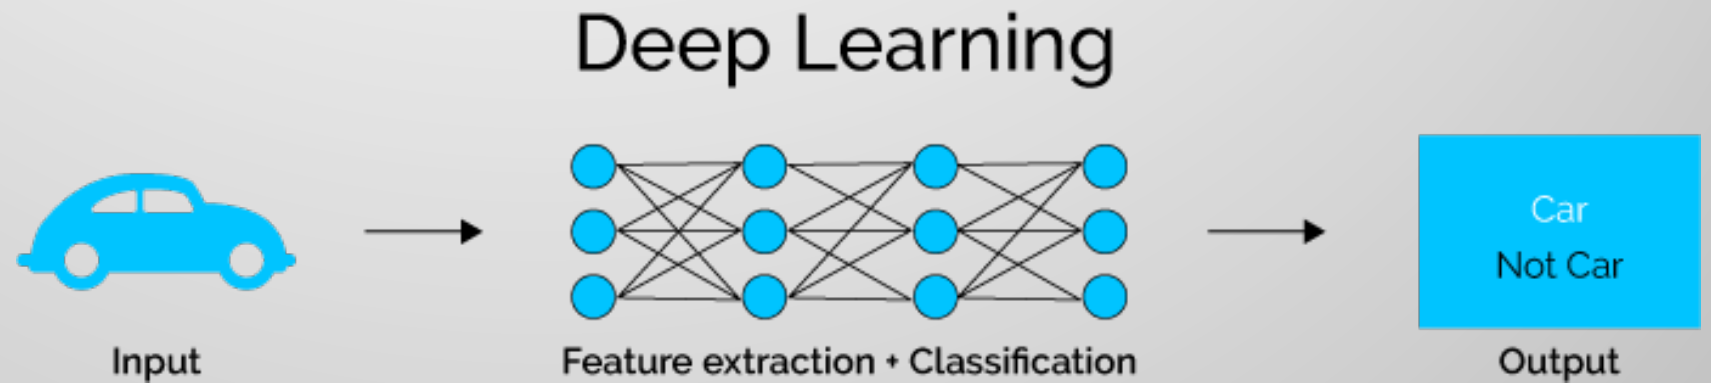 Deep Learning
Car
Not Car
Input
Feature extraction + Classification
Output